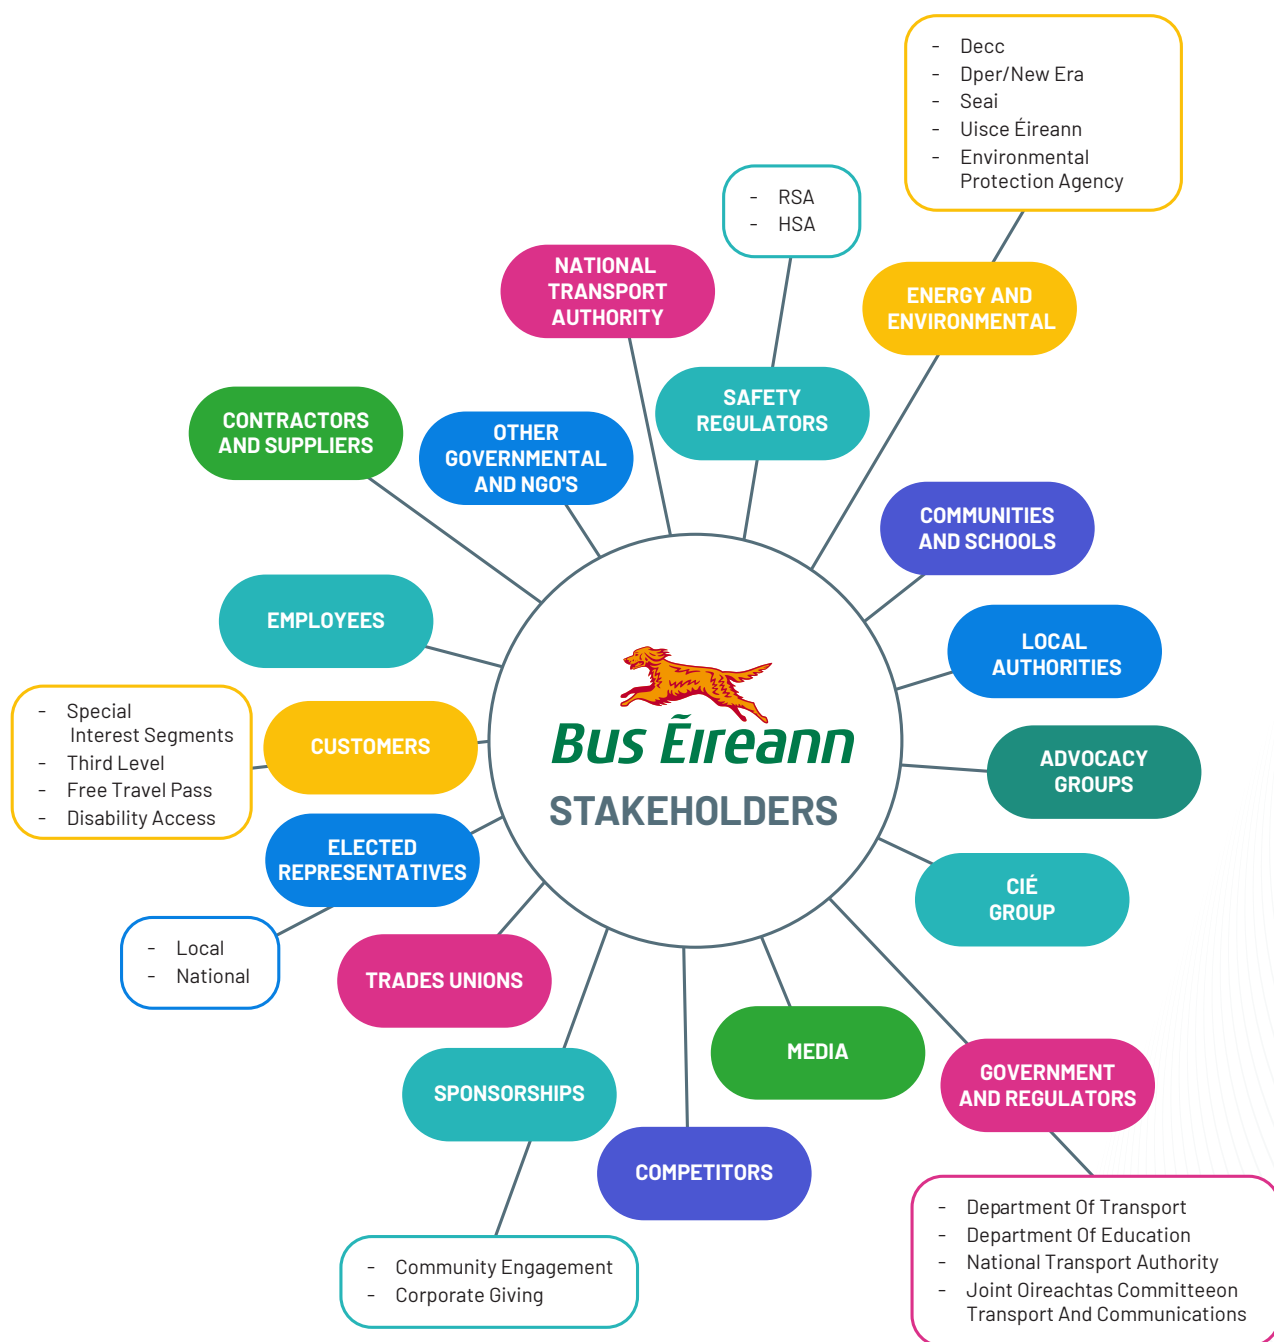 - Decc
- Dper/New Era
- Seai
- Uisce Éireann
- Environmental
Protection Agency
- RSA
- HSA
NATIONAL
TRANSPORT
AUTHORITY
ENERGY AND
ENVIRONMENTAL
SAFETY
REGULATORS
CONTRACTORS
AND SUPPLIERS
OTHER
GOVERNMENTAL
AND NGO'S
COMMUNITIES
AND SCHOOLS
EMPLOYEES
LOCAL
AUTHORITIES
- Special
Interest Segments
- Third Level
- Free Travel Pass
- Disability Access
CUSTOMERS
Bus Éireann
STAKEHOLDERS
ADVOCACY
GROUPS
ELECTED
REPRESENTATIVES
CIÉ
GROUP
- Local
- National
TRADES UNIONS
MEDIA
GOVERNMENT
AND REGULATORS
SPONSORSHIPS
COMPETITORS
- Department Of Transport
- Department Of Education
- National Transport Authority
- Joint Oireachtas Committeeon
Transport And Communications
- Community Engagement
- Corporate Giving